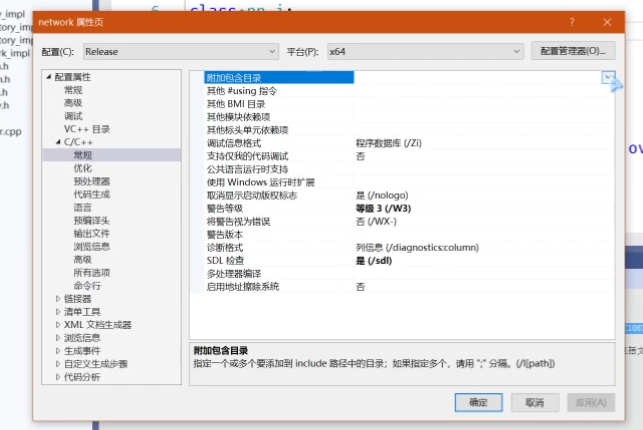 class pp_i:
_impl
tory_imp
tory_imp
rk_impl
.h
r.cpp
ov
network 属性页
? ×
配置(C): Release 平台(P): x64 配置管理器(O)...
配置属性
常规
高级
调试
VC++ 目录
C/C++
常规
优化
预处理器
代码生成
语言
预编译头
输出文件
浏览信息
高级
所有选项
命令行
链接器
清单工具
XML 文档生成器
浏览信息
生成事件
自定义生成步骤
代码分析
附加包含目录
其他 #using 指令
其他 BMI 目录
其他模块依赖项
其他标头单元依赖项
调试信息格式 程序数据库 (/Zi)
支持仅我的代码调试 否
公共语言运行时支持
使用 Windows 运行时扩展
取消显示启动版权标志 是 (/nologo)
警告等级 等级 3 (/W3)
将警告视为错误 否 (/WX-)
警告版本
诊断格式 列信息 (/diagnostics:column)
SDL 检查 是 (/sdl)
多处理器编译
启用地址擦除系统 否
附加包含目录
指定一个或多个要添加到 include 路径中的目录；如果指定多个，请用 ";" 分隔。(/I[path])
确定 取消 应用(A)